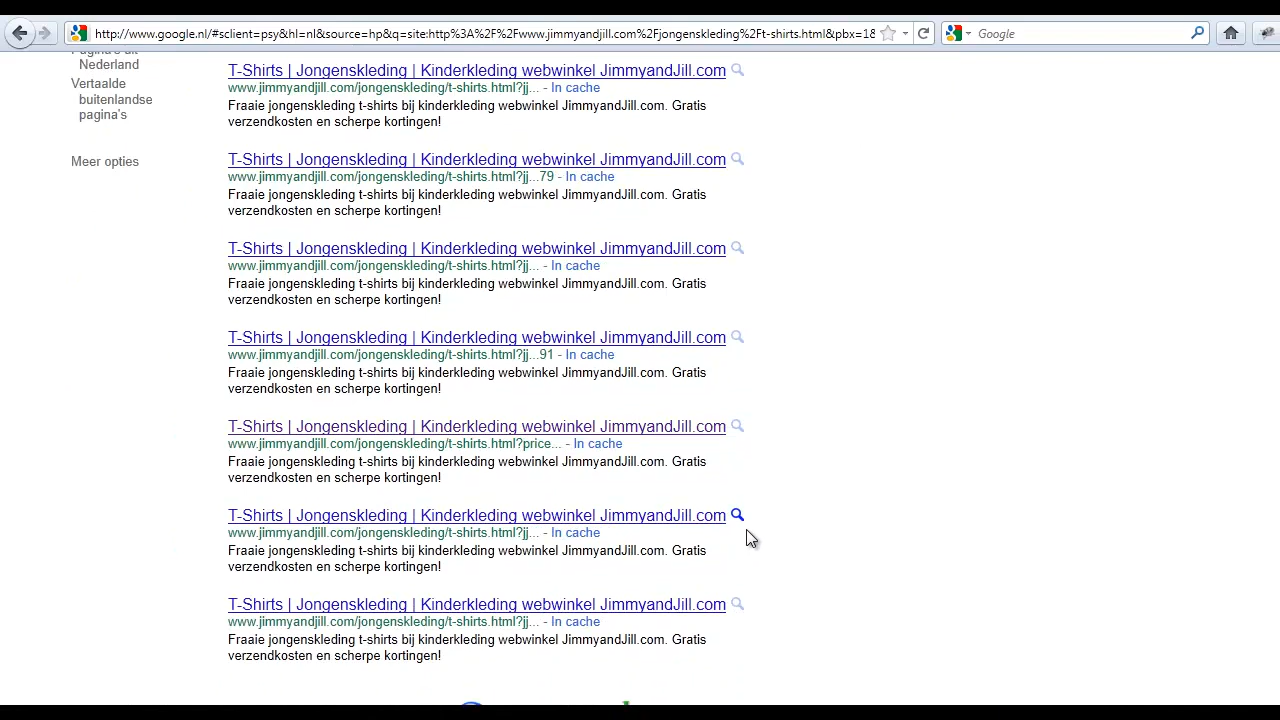 http://www.google.nl/#sclient=psy&hl=nl&source=hp&q=site:http%3A%2F%2Fwww.jimmyandjill.com%2Fjongenskleding%2Ft-shirts.html&pbx=18
Google
Pagina's uit
Nederland
Vertaalde
buitenlandse
pagina's
Meer opties
T-Shirts | Jongenskleding | Kinderkleding webwinkel JimmyandJill.com
www.jimmyandjill.com/jongenskleding/t-shirts.html?jj... - In cache
Fraaie jongenskleding t-shirts bij kinderkleding webwinkel JimmyandJill.com. Gratis
verzendkosten en scherpe kortingen!
T-Shirts | Jongenskleding | Kinderkleding webwinkel JimmyandJill.com
www.jimmyandjill.com/jongenskleding/t-shirts.html?jj...79 - In cache
Fraaie jongenskleding t-shirts bij kinderkleding webwinkel JimmyandJill.com. Gratis
verzendkosten en scherpe kortingen!
T-Shirts | Jongenskleding | Kinderkleding webwinkel JimmyandJill.com
www.jimmyandjill.com/jongenskleding/t-shirts.html?jj... - In cache
Fraaie jongenskleding t-shirts bij kinderkleding webwinkel JimmyandJill.com. Gratis
verzendkosten en scherpe kortingen!
T-Shirts | Jongenskleding | Kinderkleding webwinkel JimmyandJill.com
www.jimmyandjill.com/jongenskleding/t-shirts.html?jj...91 - In cache
Fraaie jongenskleding t-shirts bij kinderkleding webwinkel JimmyandJill.com. Gratis
verzendkosten en scherpe kortingen!
T-Shirts | Jongenskleding | Kinderkleding webwinkel JimmyandJill.com
www.jimmyandjill.com/jongenskleding/t-shirts.html?price... - In cache
Fraaie jongenskleding t-shirts bij kinderkleding webwinkel JimmyandJill.com. Gratis
verzendkosten en scherpe kortingen!
T-Shirts | Jongenskleding | Kinderkleding webwinkel JimmyandJill.com
www.jimmyandjill.com/jongenskleding/t-shirts.html?jj... - In cache
Fraaie jongenskleding t-shirts bij kinderkleding webwinkel JimmyandJill.com. Gratis
verzendkosten en scherpe kortingen!
T-Shirts | Jongenskleding | Kinderkleding webwinkel JimmyandJill.com
www.jimmyandjill.com/jongenskleding/t-shirts.html?jj... - In cache
Fraaie jongenskleding t-shirts bij kinderkleding webwinkel JimmyandJill.com. Gratis
verzendkosten en scherpe kortingen!